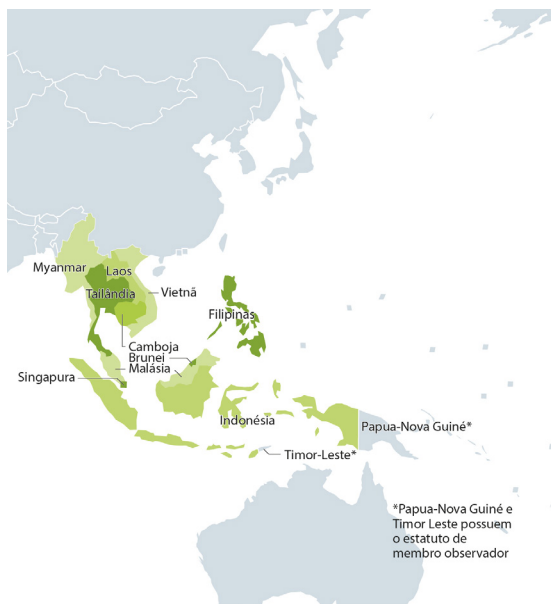 Myanmar
Laos
Tailândia
Vietnã
Filipinas
Camboja
Brunei
Malásia
Singapura
Indonésia
Papua-Nova Guiné*
Timor-Leste*
*Papua-Nova Guiné e
Timor Leste possuem
o estatuto de
membro observador